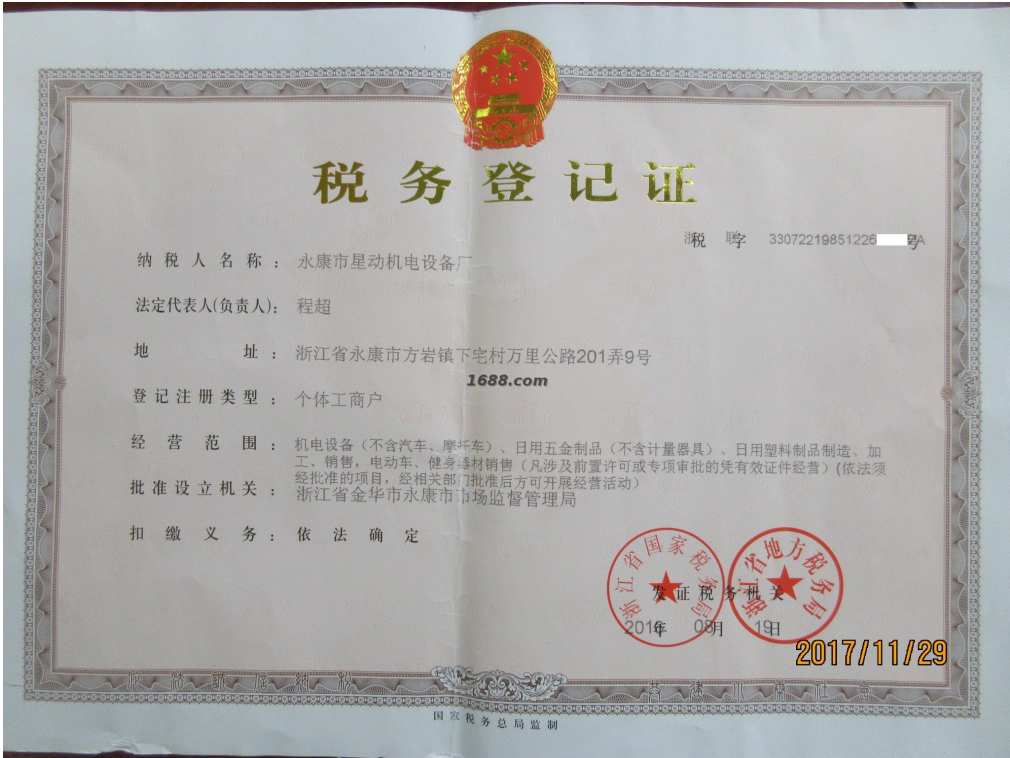 税务登记证
浙税 联字 33072219851226 2A号
纳税人名称： 永康市星动机电设备厂
法定代表人(负责人)： 程超
地址： 浙江省永康市方岩镇下宅村万里公路201弄9号
1688.com
登记注册类型： 个体工商户
经营范围： 机电设备（不含汽车、摩托车）、日用五金制品（不含计量器具）、日用塑料制品制造、加
工、销售，电动车、健身器材销售（凡涉及前置许可或专项审批的凭有效证件经营）(依法须
经批准的项目，经相关部门批准后方可开展经营活动）
批准设立机关： 浙江省金华市永康市市场监督管理局
扣缴义务： 依法确定
浙江省国家税务局
浙江省地方税务局
发证税务机关
2016年 08月 19日
2017/11/29
国家税务总局监制